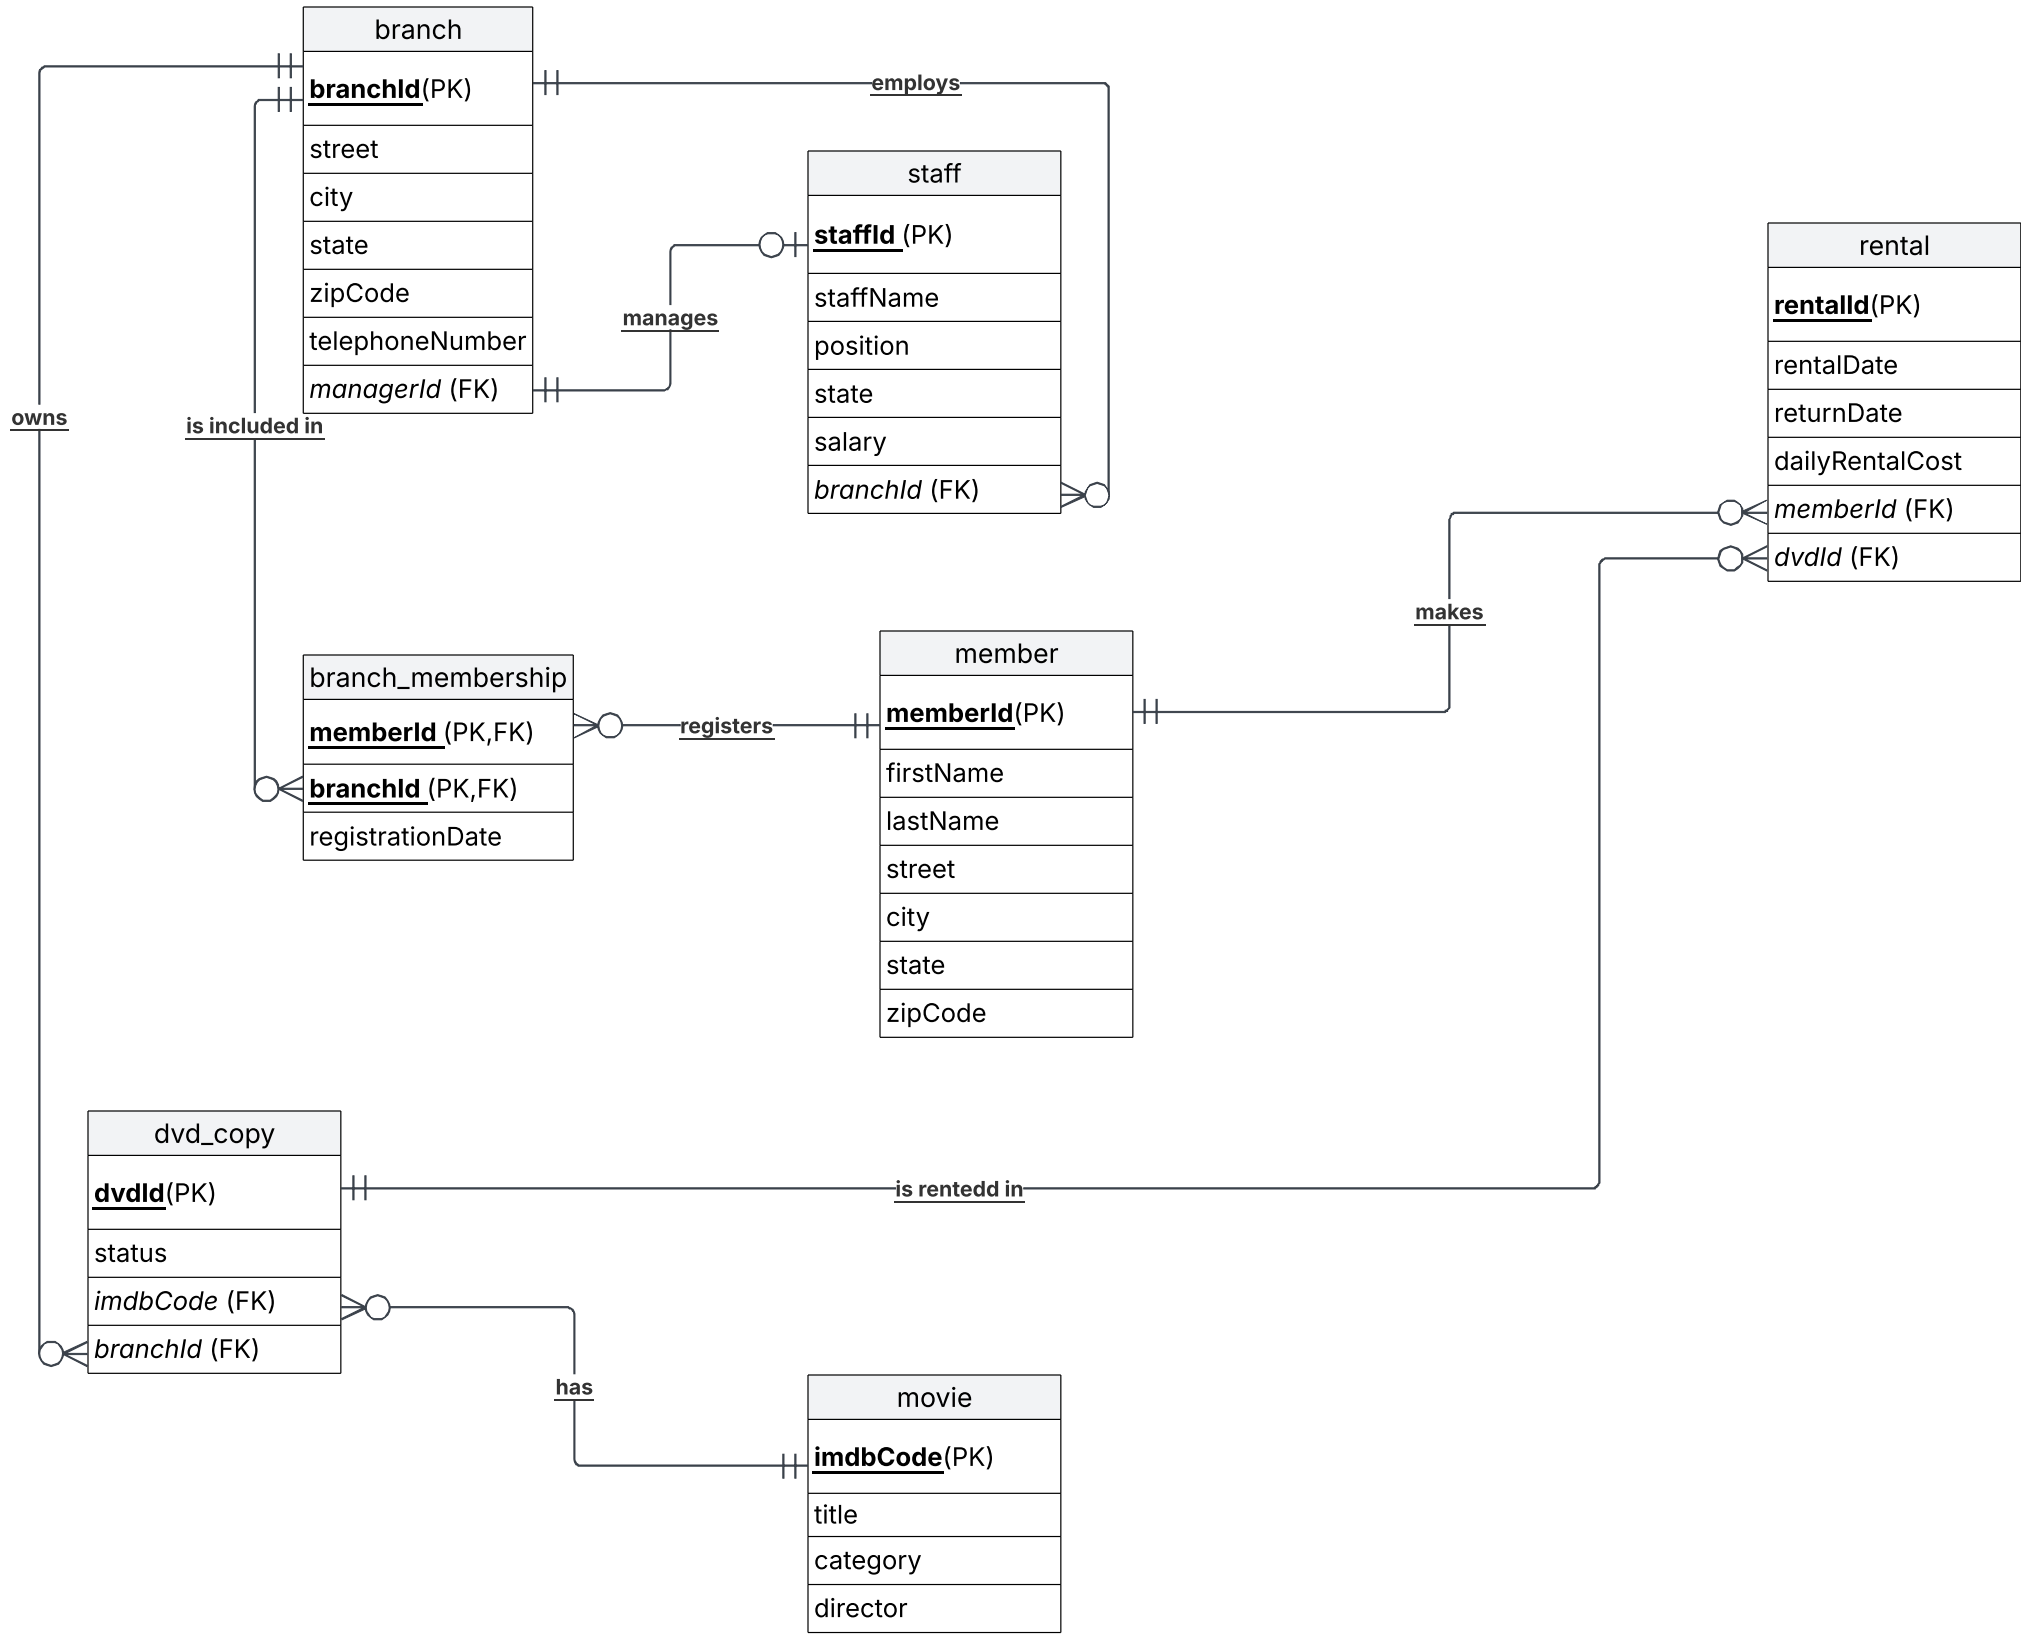 branch
branchId(PK)
street
city
state
zipCode
telephoneNumber
managerId (FK)
employs
staff
staffId (PK)
staffName
position
state
salary
branchId (FK)
manages
rental
rentalId(PK)
rentalDate
returnDate
dailyRentalCost
memberId (FK)
dvdId (FK)
owns
is included in
makes
branch_membership
memberId (PK,FK)
branchId (PK,FK)
registrationDate
registers
member
memberId(PK)
firstName
lastName
street
city
state
zipCode
dvd_copy
dvdId(PK)
status
imdbCode (FK)
branchId (FK)
is rentedd in
has
movie
imdbCode(PK)
title
category
director